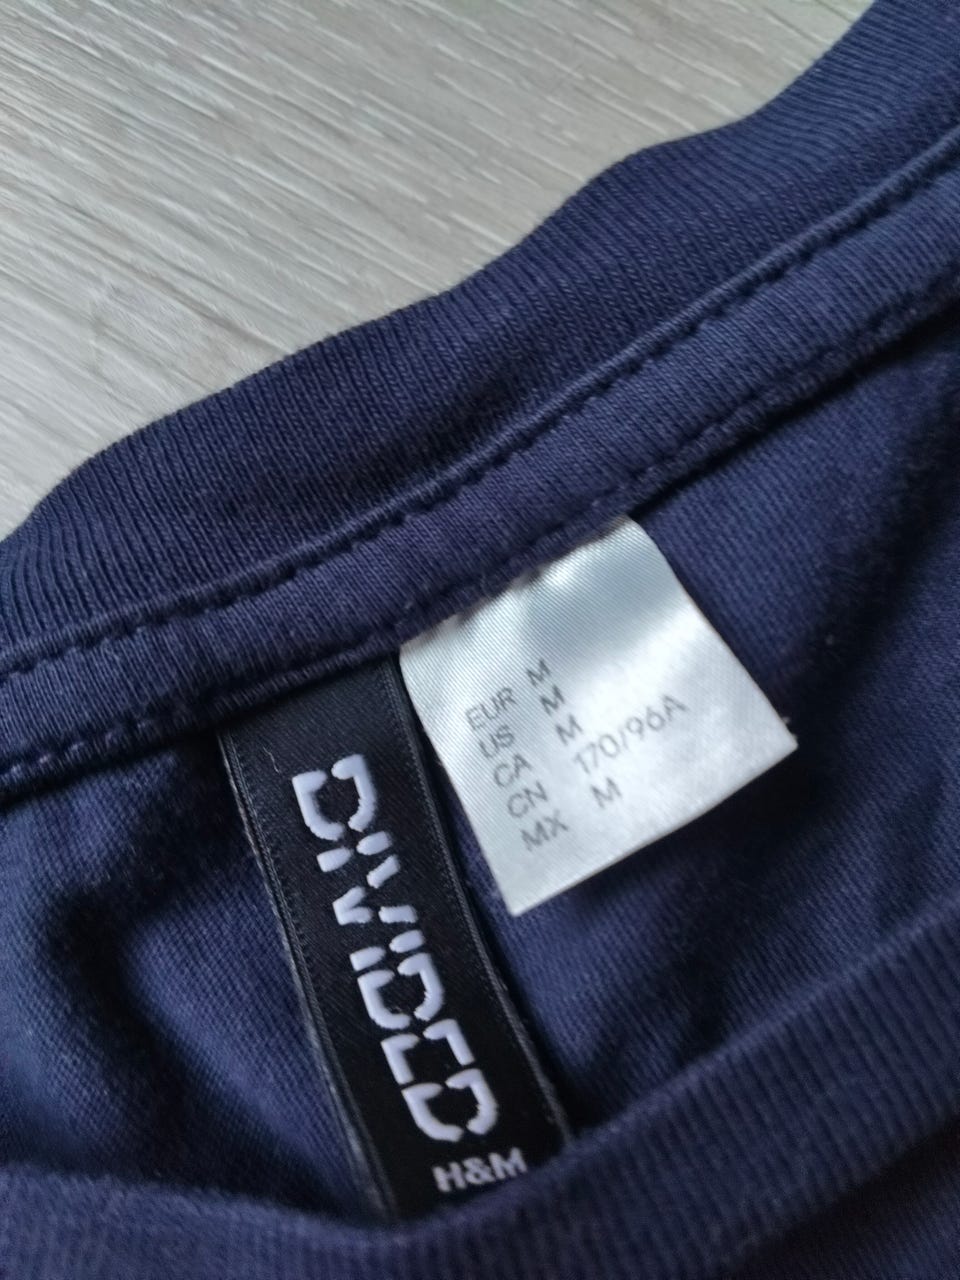 EUR M
US M
CA M
CN 170/96A
MX M
DIVIDED
H&M